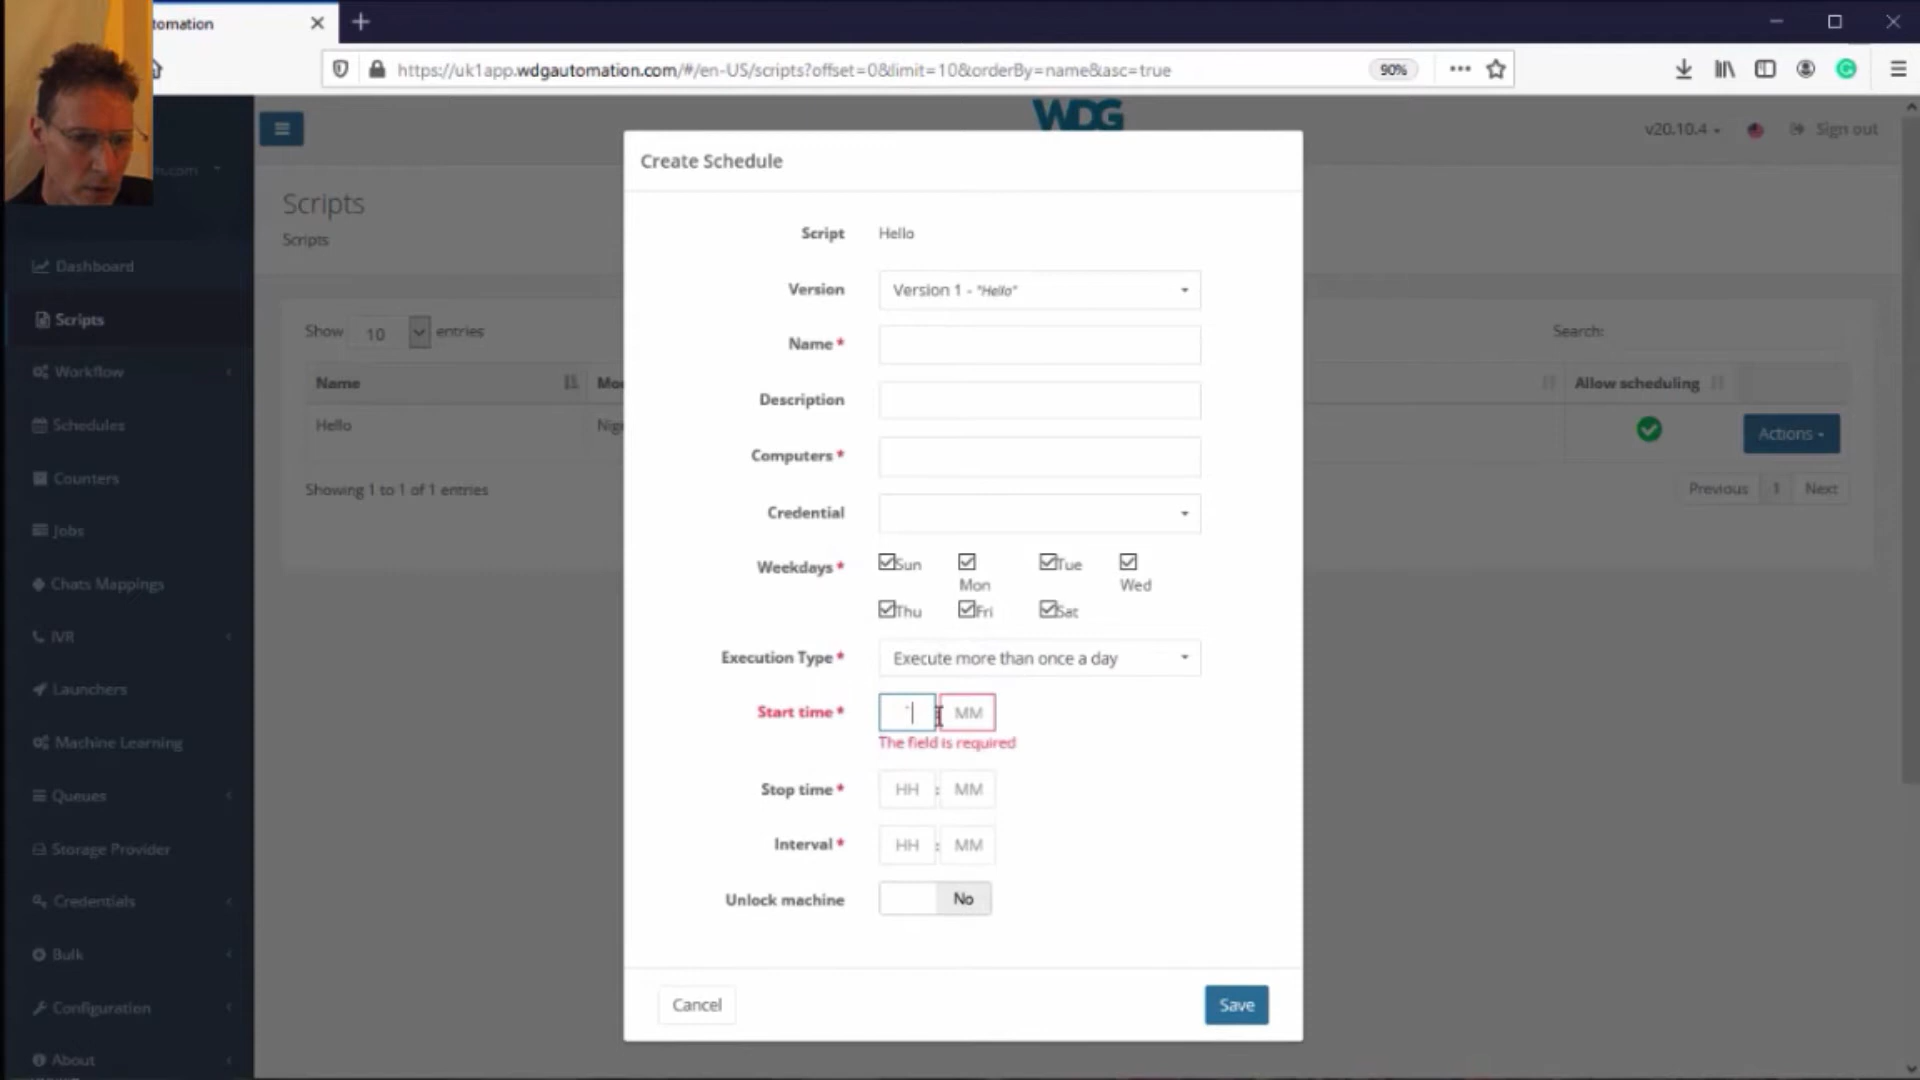 tomation
https://uk1app.wdgautomation.com/#/en-US/scripts?offset=0&limit=10&orderBy=name&asc=true
90%
WDG
v20.10.4
Sign out
Create Schedule
Scripts
Scripts
Dashboard
Scripts
Workflow
Schedules
Counters
Jobs
Chats Mappings
IVR
Launchers
Machine Learning
Queues
Storage Provider
Credentials
Bulk
Configuration
About
Show 10 entries
Search:
Name
Allow scheduling
Hello
Actions
Showing 1 to 1 of 1 entries
Previous 1 Next
Script Hello
Version Version 1 - "Hello"
Name *
Description
Computers *
Credential
Weekdays * Sun Mon Tue Wed
Thu Fri Sat
Execution Type * Execute more than once a day
Start time * : MM
The field is required
Stop time * HH : MM
Interval * HH : MM
Unlock machine No
Cancel Save